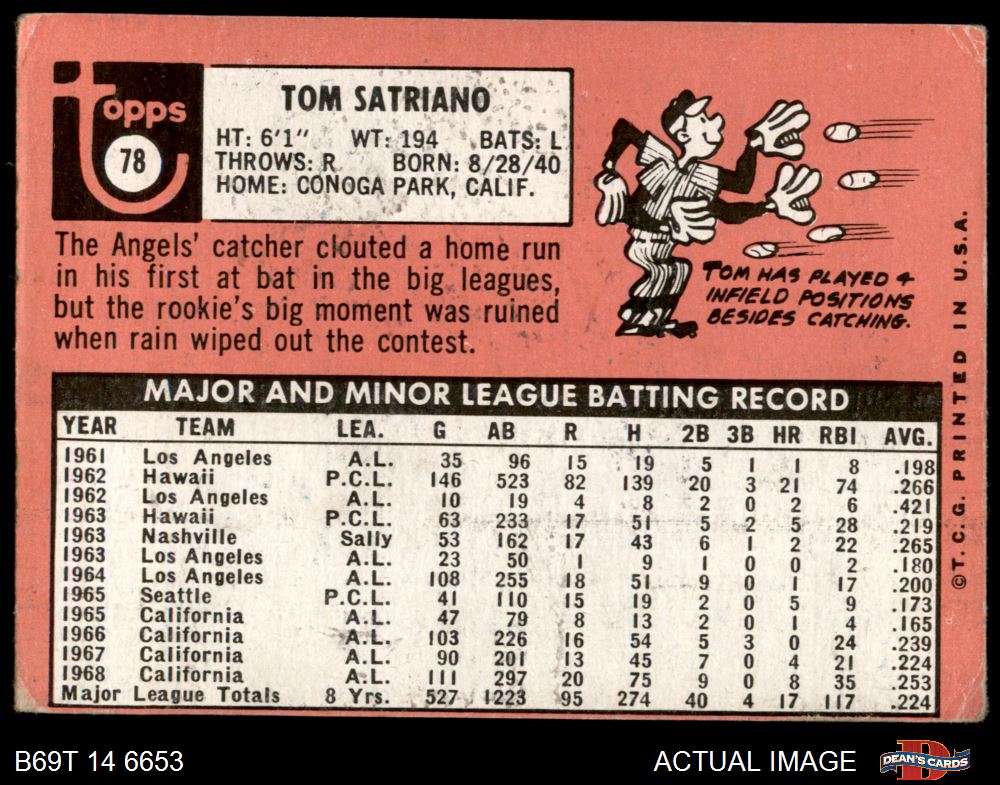 Topps
78
TOM SATRIANO
HT: 6'1" WT: 194 BATS: L
THROWS: R BORN: 8/28/40
HOME: CONOGA PARK, CALIF.
The Angels' catcher clouted a home run
in his first at bat in the big leagues,
but the rookie's big moment was ruined
when rain wiped out the contest.
TOM HAS PLAYED 4
INFIELD POSITIONS
BESIDES CATCHING.
MAJOR AND MINOR LEAGUE BATTING RECORD
YEAR TEAM LEA. G AB R H 2B 3B HR RBI AVG.
1961 Los Angeles A.L. 35 96 15 19 5 1 1 8 .198
1962 Hawaii P.C.L. 146 523 82 139 20 3 21 74 .266
1962 Los Angeles A.L. 10 19 4 8 2 0 2 6 .421
1963 Hawaii P.C.L. 63 233 17 51 5 2 5 28 .219
1963 Nashville Sally 53 162 17 43 6 1 2 22 .265
1963 Los Angeles A.L. 23 50 1 9 1 0 0 2 .180
1964 Los Angeles A.L. 108 255 18 51 9 0 1 17 .200
1965 Seattle P.C.L. 41 110 15 19 2 0 5 9 .173
1965 California A.L. 47 79 8 13 2 0 1 4 .165
1966 California A.L. 103 226 16 54 5 3 0 24 .239
1967 California A.L. 90 201 13 45 7 0 4 21 .224
1968 California A.L. 111 297 20 75 9 0 8 35 .253
Major League Totals 8 Yrs. 527 1223 95 274 40 4 17 117 .224
©T.C.G. PRINTED IN U.S.A.
B69T 14 6653
ACTUAL IMAGE
D
DEAN'S CARDS